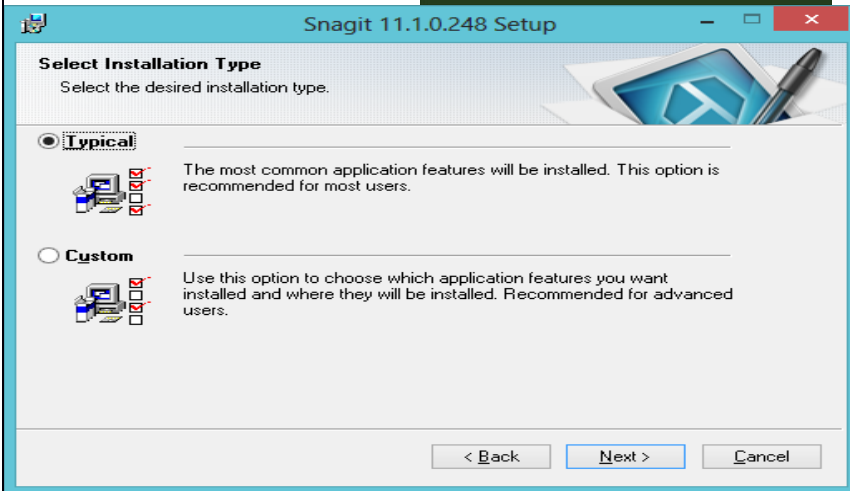 Snagit 11.1.0.248 Setup
Select Installation Type
Select the desired installation type.
Typical
The most common application features will be installed. This option is
recommended for most users.
Custom
Use this option to choose which application features you want
installed and where they will be installed. Recommended for advanced
users.
< Back
Next >
Cancel